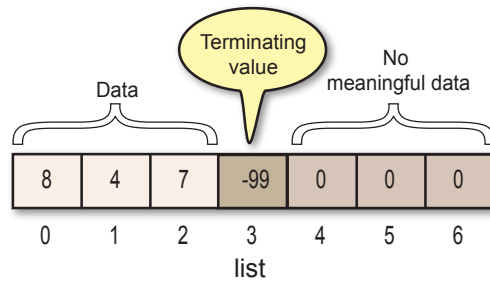 Terminating
value
Data
No
meaningful data
8 4 7 -99 0 0 0
0 1 2 3 4 5 6
list